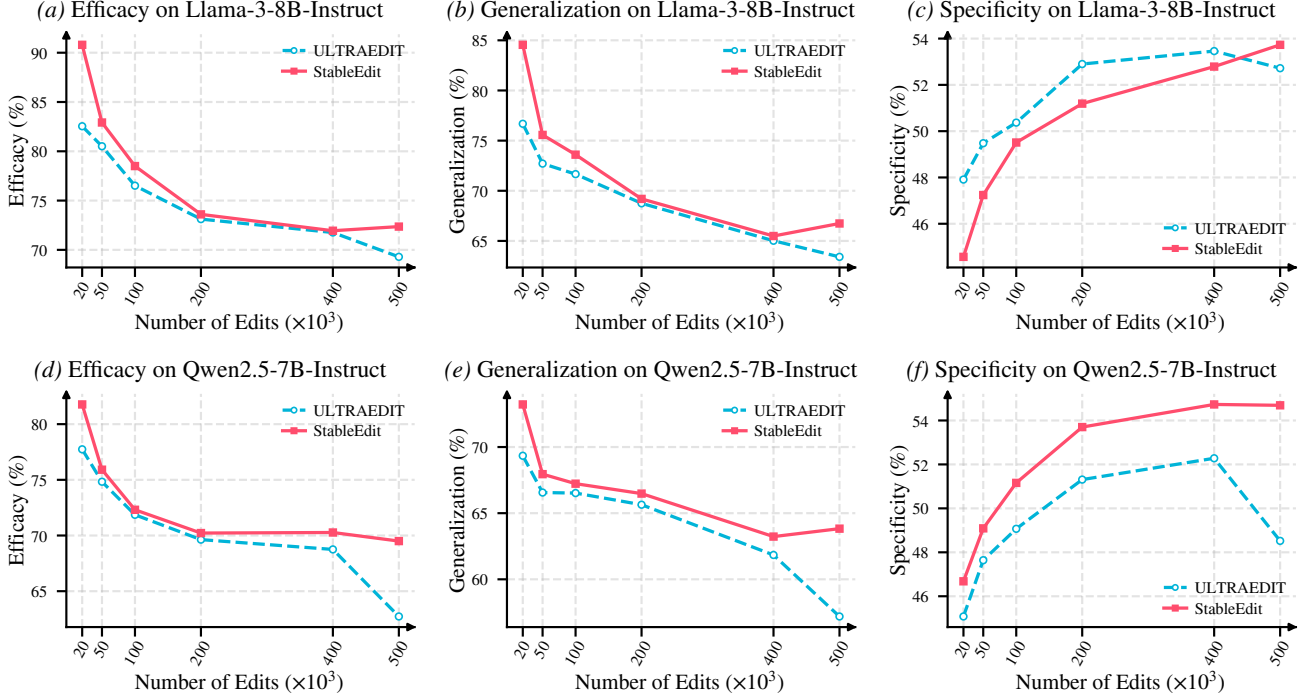 (a) Efficacy on Llama-3-8B-Instruct
Efficacy (%)
90
85
80
75
70
ULTRAEDIT
StableEdit
20
50
100
200
400
500
Number of Edits (×10³)
(b) Generalization on Llama-3-8B-Instruct
Generalization (%)
85
80
75
70
65
ULTRAEDIT
StableEdit
20
50
100
200
400
500
Number of Edits (×10³)
(c) Specificity on Llama-3-8B-Instruct
Specificity (%)
54
52
50
48
46
ULTRAEDIT
StableEdit
20
50
100
200
400
500
Number of Edits (×10³)
(d) Efficacy on Qwen2.5-7B-Instruct
Efficacy (%)
80
75
70
65
ULTRAEDIT
StableEdit
20
50
100
200
400
500
Number of Edits (×10³)
(e) Generalization on Qwen2.5-7B-Instruct
Generalization (%)
70
65
60
ULTRAEDIT
StableEdit
20
50
100
200
400
500
Number of Edits (×10³)
(f) Specificity on Qwen2.5-7B-Instruct
Specificity (%)
54
52
50
48
46
ULTRAEDIT
StableEdit
20
50
100
200
400
500
Number of Edits (×10³)